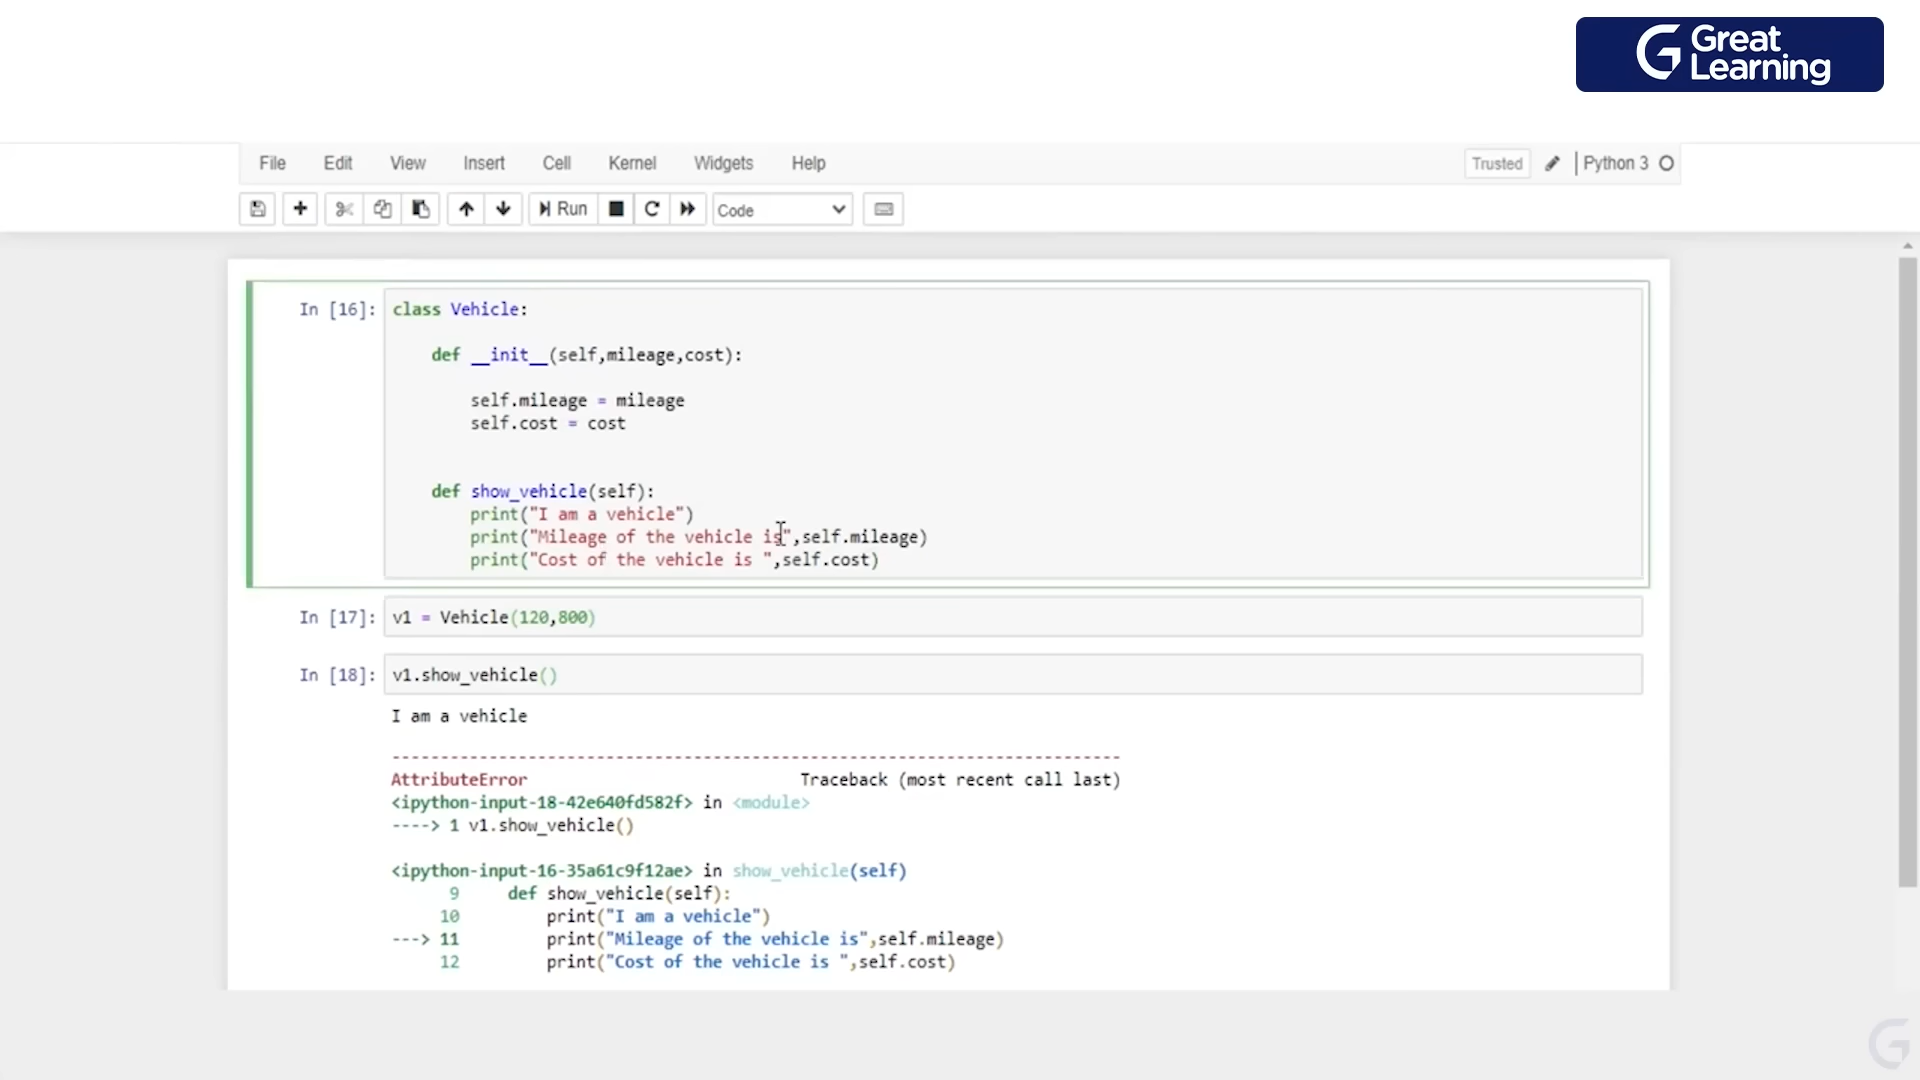 Great
Learning
File Edit View Insert Cell Kernel Widgets Help Trusted Python 3
Run Code
In [16]: class Vehicle:
def __init__(self,mileage,cost):
self.mileage = mileage
self.cost = cost
def show_vehicle(self):
print("I am a vehicle")
print("Mileage of the vehicle is",self.mileage)
print("Cost of the vehicle is ",self.cost)
In [17]: v1 = Vehicle(120,800)
In [18]: v1.show_vehicle()
I am a vehicle
---------------------------------------------------------------------------
AttributeError Traceback (most recent call last)
<ipython-input-18-42e640fd582f> in <module>
----> 1 v1.show_vehicle()
<ipython-input-16-35a61c9f12ae> in show_vehicle(self)
9 def show_vehicle(self):
10 print("I am a vehicle")
---> 11 print("Mileage of the vehicle is",self.mileage)
12 print("Cost of the vehicle is ",self.cost)